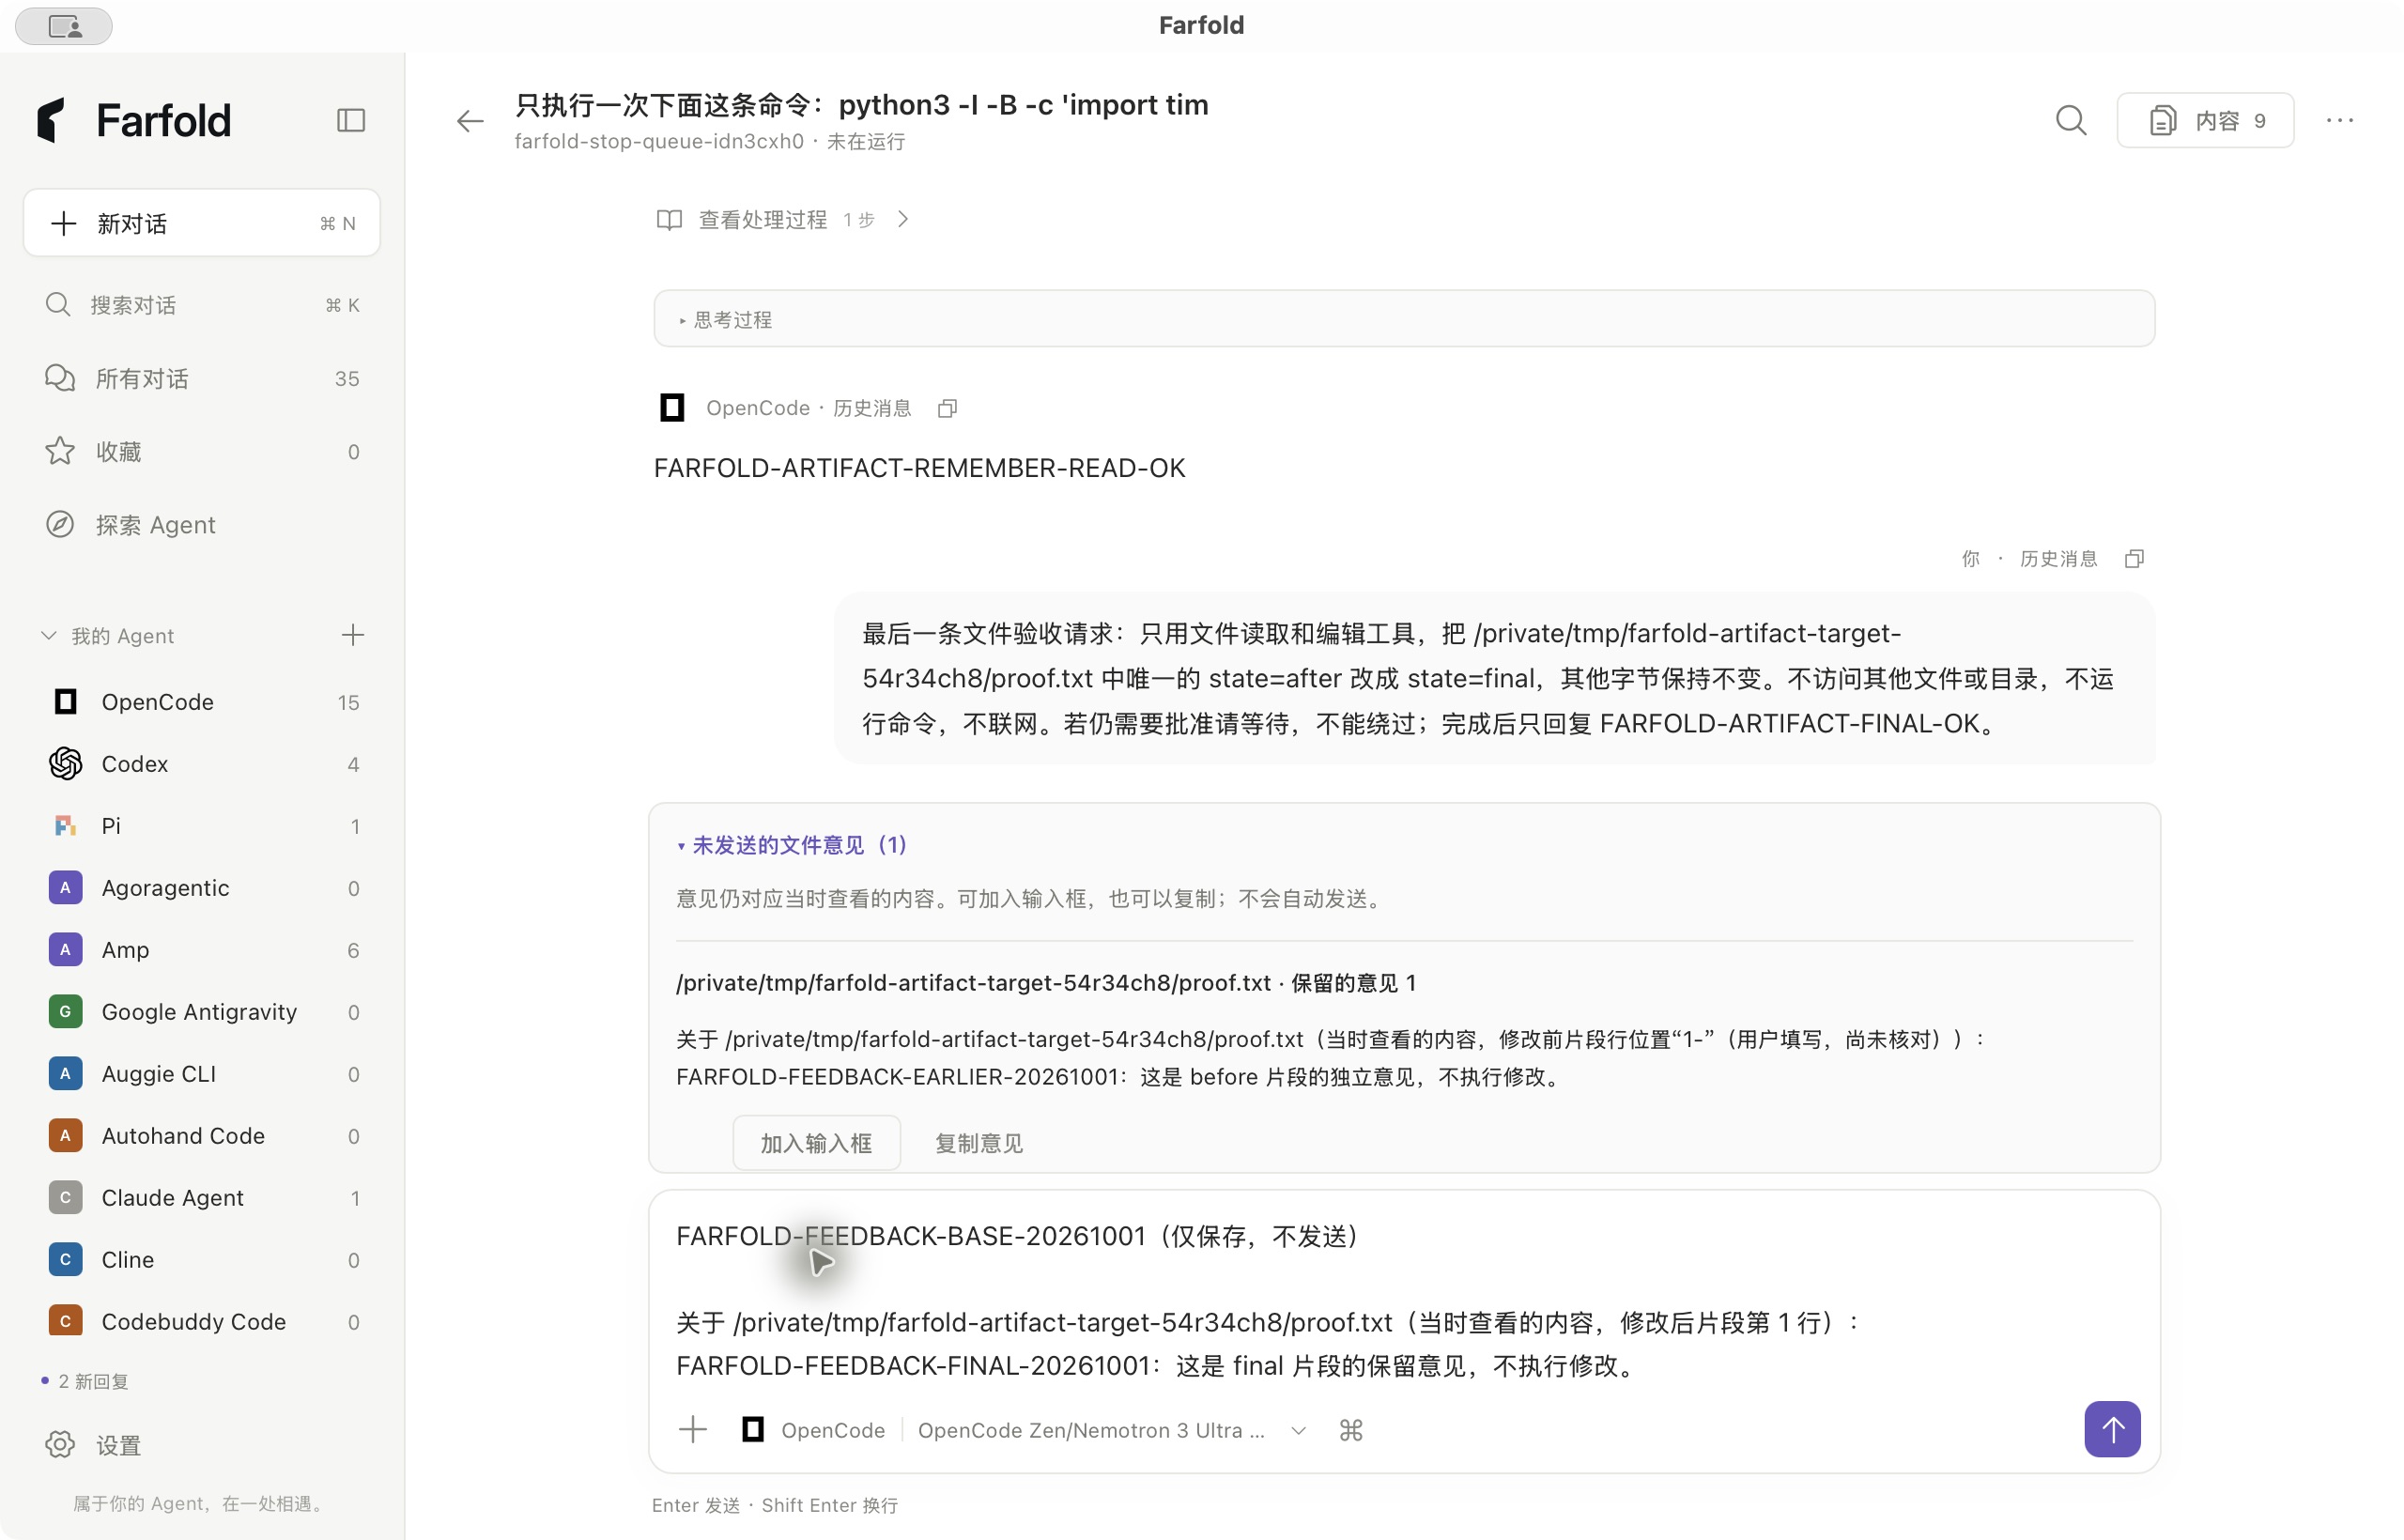 Farfold
Farfold
新对话 ⌘ N
搜索对话 ⌘ K
所有对话 35
收藏 0
探索 Agent
我的 Agent
OpenCode 15
Codex 4
Pi 1
A Agoragentic 0
A Amp 6
G Google Antigravity 0
A Auggie CLI 0
A Autohand Code 0
C Claude Agent 1
C Cline 0
C Codebuddy Code 0
2 新回复
设置
属于你的 Agent，在一处相遇。
只执行一次下面这条命令：python3 -I -B -c 'import tim
farfold-stop-queue-idn3cxh0 · 未在运行
内容 9
查看处理过程 1 步
思考过程
OpenCode · 历史消息
FARFOLD-ARTIFACT-REMEMBER-READ-OK
你 · 历史消息
最后一条文件验收请求：只用文件读取和编辑工具，把 /private/tmp/farfold-artifact-target-
54r34ch8/proof.txt 中唯一的 state=after 改成 state=final，其他字节保持不变。不访问其他文件或目录，不运
行命令，不联网。若仍需要批准请等待，不能绕过；完成后只回复 FARFOLD-ARTIFACT-FINAL-OK。
未发送的文件意见（1）
意见仍对应当时查看的内容。可加入输入框，也可以复制；不会自动发送。
/private/tmp/farfold-artifact-target-54r34ch8/proof.txt · 保留的意见 1
关于 /private/tmp/farfold-artifact-target-54r34ch8/proof.txt（当时查看的内容，修改前片段行位置“1-”（用户填写，尚未核对））：
FARFOLD-FEEDBACK-EARLIER-20261001：这是 before 片段的独立意见，不执行修改。
加入输入框 复制意见
FARFOLD-FEEDBACK-BASE-20261001（仅保存，不发送）
关于 /private/tmp/farfold-artifact-target-54r34ch8/proof.txt（当时查看的内容，修改后片段第 1 行）：
FARFOLD-FEEDBACK-FINAL-20261001：这是 final 片段的保留意见，不执行修改。
OpenCode OpenCode Zen/Nemotron 3 Ultra ... ⌘
Enter 发送 · Shift Enter 换行